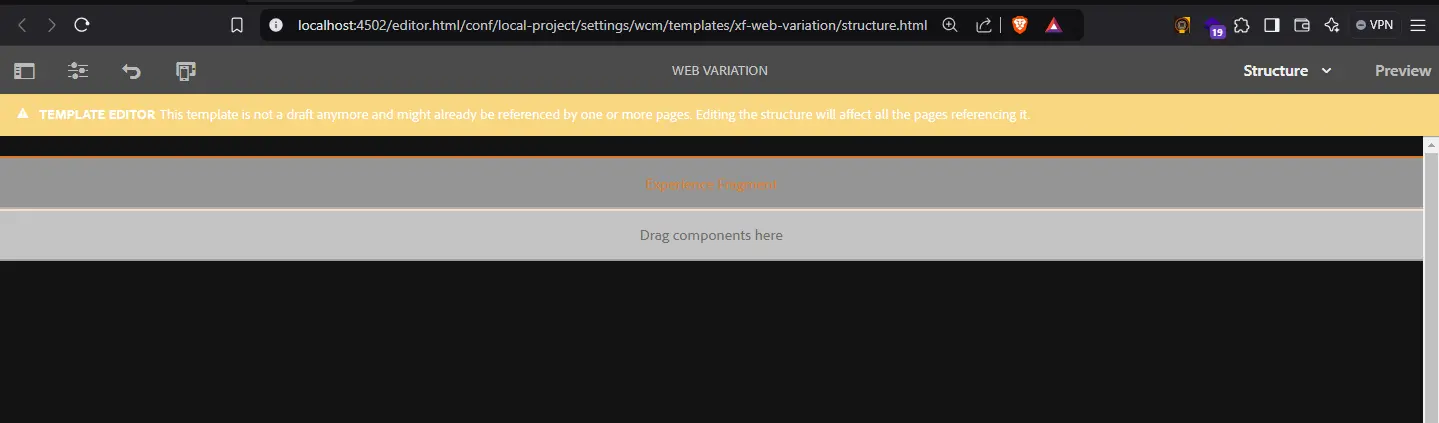 localhost:4502/editor.html/conf/local-project/settings/wcm/templates/xf-web-variation/structure.html
19
VPN
WEB VARIATION
Structure
Preview
TEMPLATE EDITOR This template is not a draft anymore and might already be referenced by one or more pages. Editing the structure will affect all the pages referencing it.
Experience Fragment
Drag components here